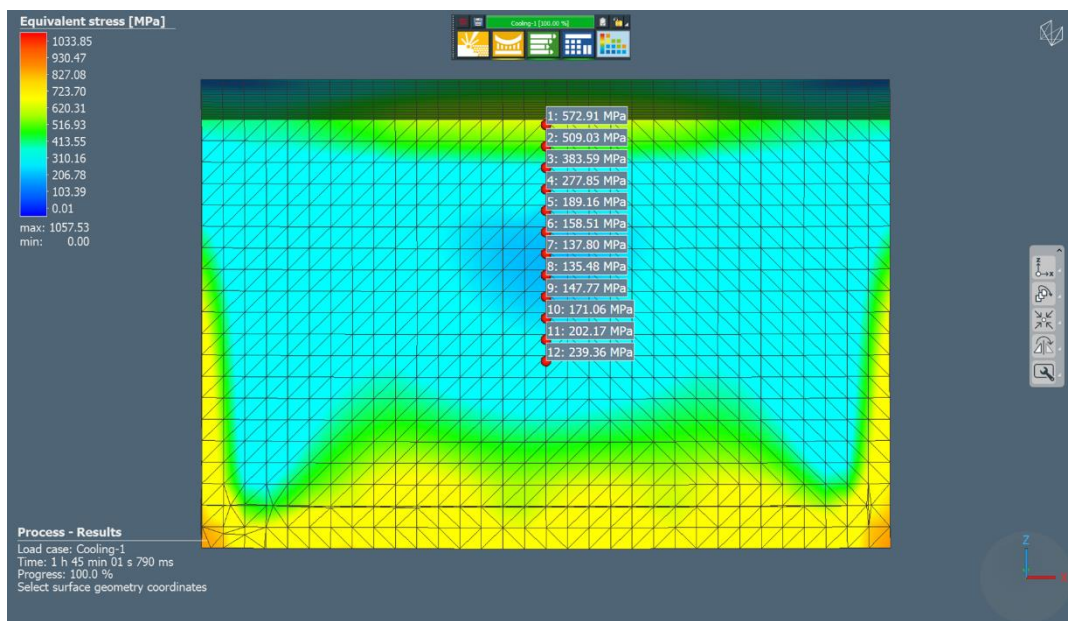 Equivalent stress [MPa]
1033.85
930.47
827.08
723.70
620.31
516.93
413.55
310.16
206.78
103.39
0.01
max: 1057.53
min: 0.00
Cooling-1 [100.00 %]
1: 572.91 MPa
2: 509.03 MPa
3: 383.59 MPa
4: 277.85 MPa
5: 189.16 MPa
6: 158.51 MPa
7: 137.80 MPa
8: 135.48 MPa
9: 147.77 MPa
10: 171.06 MPa
11: 202.17 MPa
12: 239.36 MPa
Process - Results
Load case: Cooling-1
Time: 1 h 45 min 01 s 790 ms
Progress: 100.0 %
Select surface geometry coordinates
Z